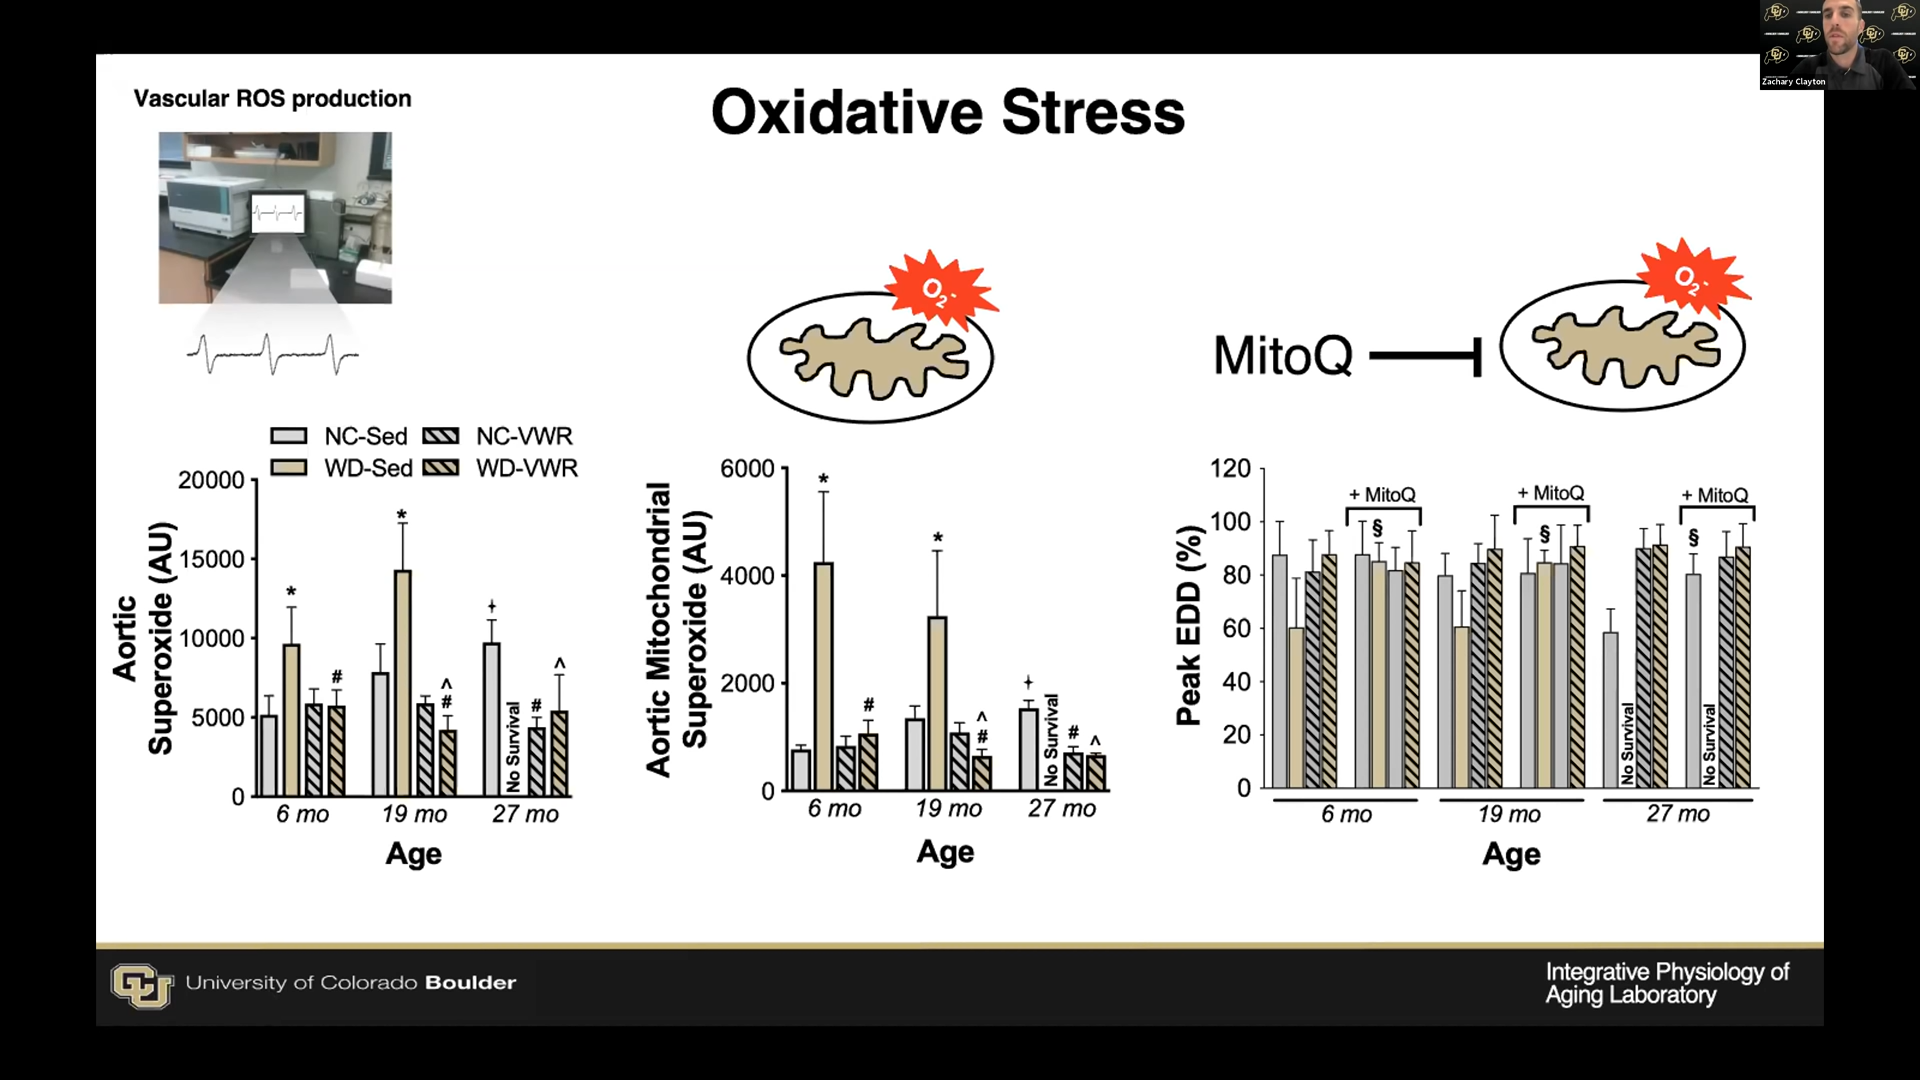 Zachary Clayton
Oxidative Stress
Vascular ROS production
O2-
O2-
MitoQ
NC-Sed
NC-VWR
WD-Sed
WD-VWR
Aortic
Superoxide (AU)
20000
15000
10000
5000
0
*
#
*
^
#
+
No Survival
#
^
6 mo
19 mo
27 mo
Age
Aortic Mitochondrial
Superoxide (AU)
6000
4000
2000
0
*
#
*
^
#
+
No Survival
#
^
6 mo
19 mo
27 mo
Age
Peak EDD (%)
120
100
80
60
40
20
0
+ MitoQ
§
+ MitoQ
§
+ MitoQ
§
No Survival
No Survival
6 mo
19 mo
27 mo
Age
CU
University of Colorado Boulder
Integrative Physiology of
Aging Laboratory